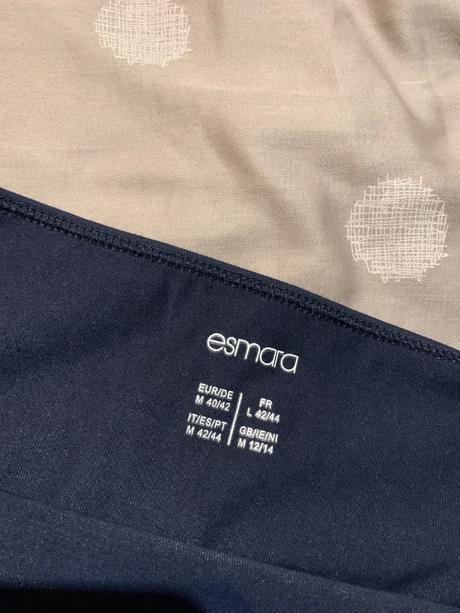 esmara
EUR/DE
M 40/42
IT/ES/PT
M 42/44
FR
L 42/44
GB/IE/NI
M 12/14